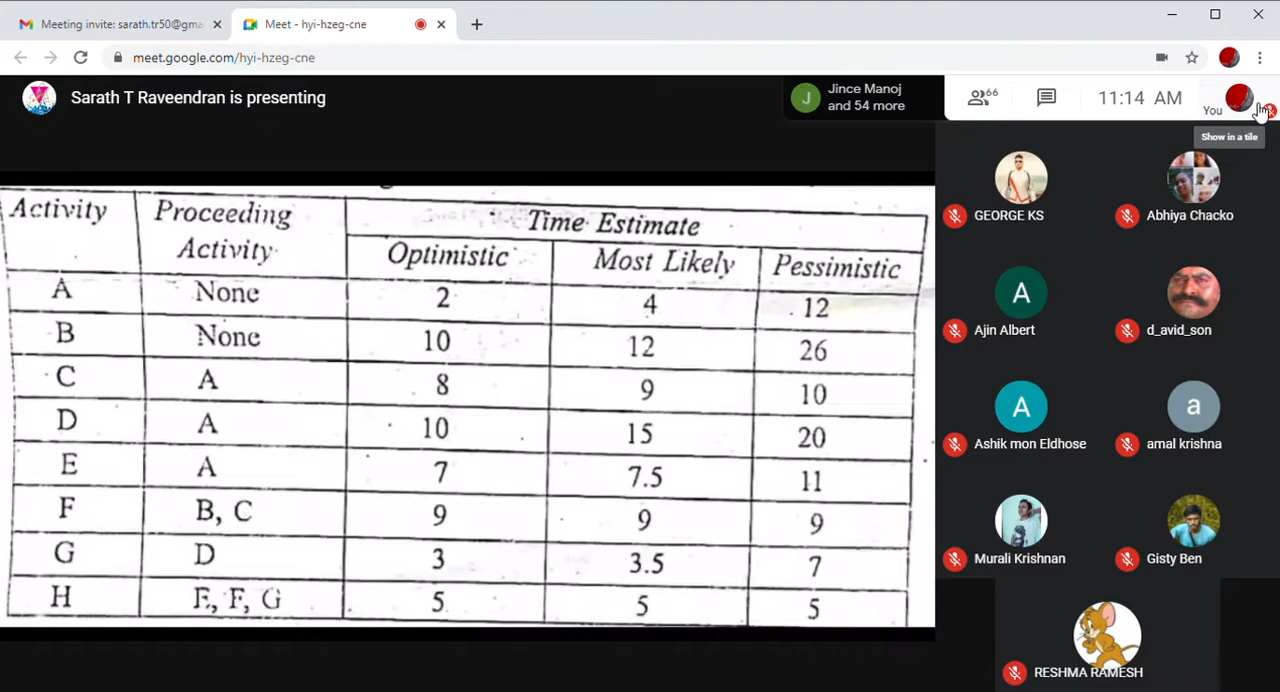 Meeting invite: sarath.tr50@gma
Meet - hyi-hzeg-cne
meet.google.com/hyi-hzeg-cne
Sarath T Raveendran is presenting
J
Jince Manoj
and 54 more
66
11:14 AM
You
Show in a tile
Activity Proceeding Activity Time Estimate
Optimistic Most Likely Pessimistic
A None 2 4 12
B None 10 12 26
C A 8 9 10
D A 10 15 20
E A 7 7.5 11
F B, C 9 9 9
G D 3 3.5 7
H E, F, G 5 5 5
GEORGE KS
Abhiya Chacko
A
Ajin Albert
d_avid_son
A
Ashik mon Eldhose
a
amal krishna
Murali Krishnan
Gisty Ben
RESHMA RAMESH